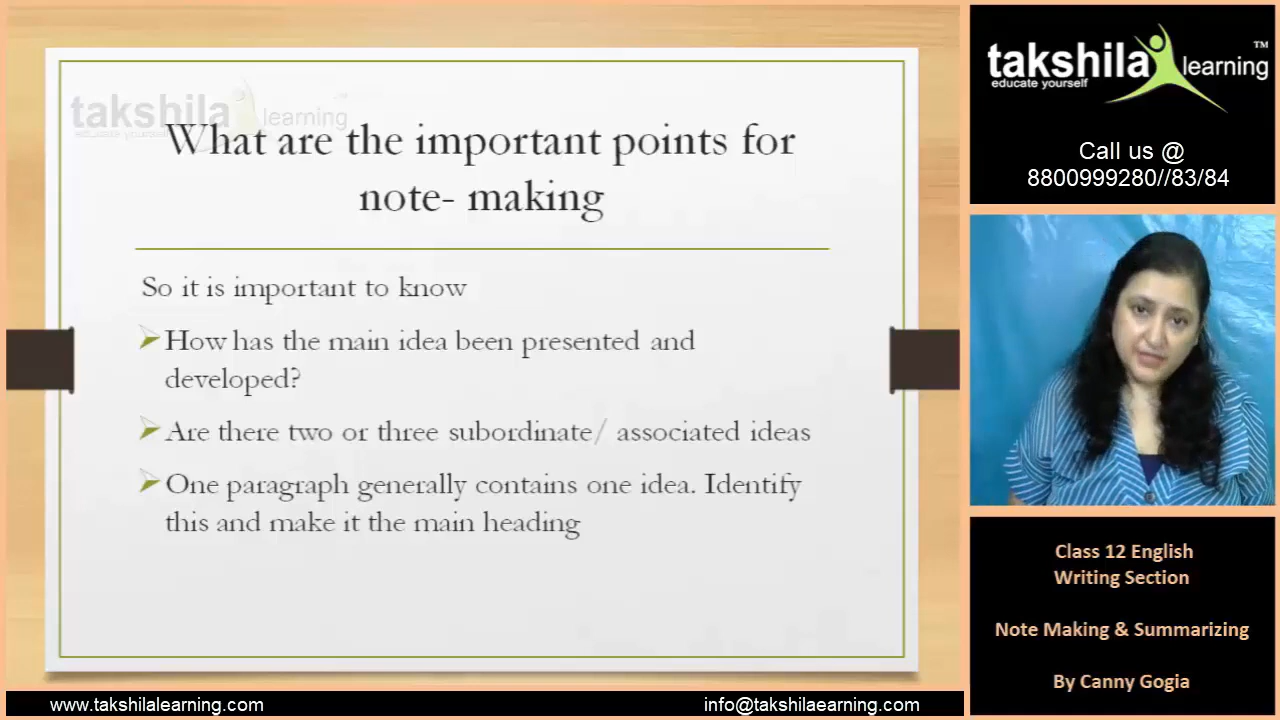 takshila learning
educate yourself
What are the important points for
note- making
So it is important to know
How has the main idea been presented and
developed?
Are there two or three subordinate/ associated ideas
One paragraph generally contains one idea. Identify
this and make it the main heading
www.takshilalearning.com
info@takshilaearning.com
takshila learning TM
educate yourself
Call us @
8800999280//83/84
Class 12 English
Writing Section
Note Making & Summarizing
By Canny Gogia